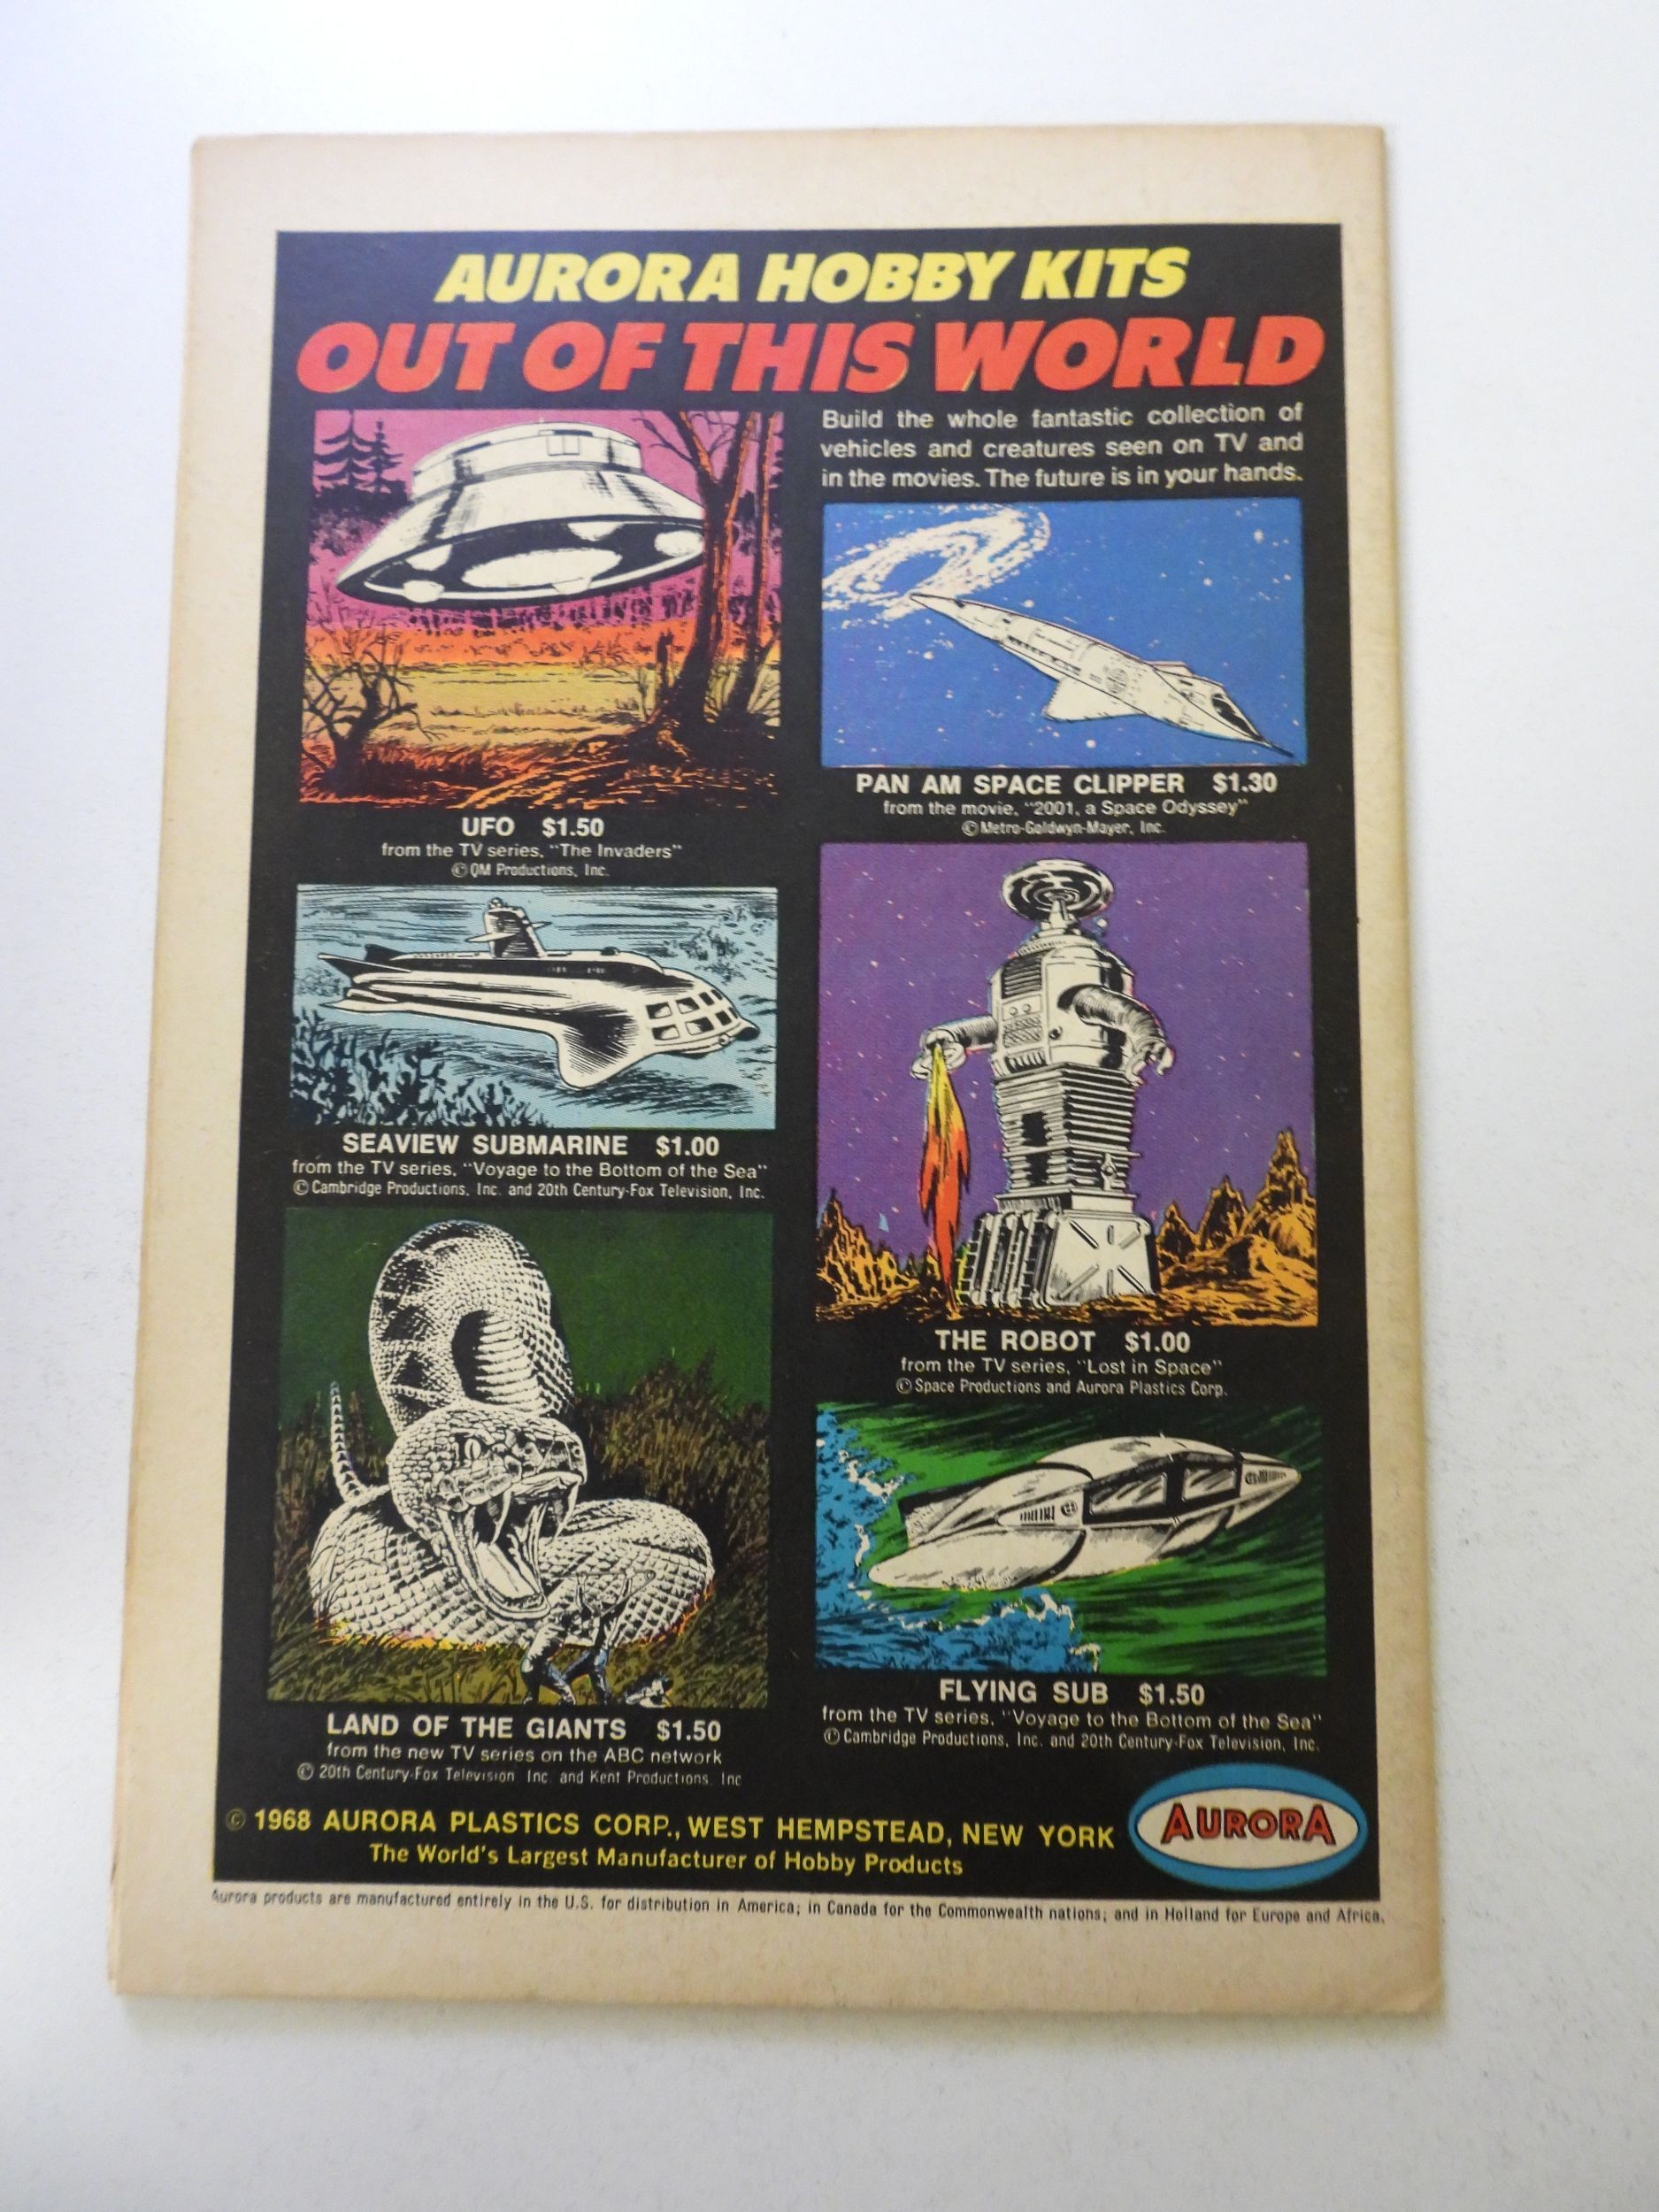 AURORA HOBBY KITS
OUT OF THIS WORLD
Build the whole fantastic collection of
vehicles and creatures seen on TV and
in the movies. The future is in your hands.
UFO $1.50
from the TV series, "The Invaders"
© QM Productions, Inc.
PAN AM SPACE CLIPPER $1.30
from the movie, "2001, a Space Odyssey"
© Metro-Goldwyn-Mayer, Inc.
SEAVIEW SUBMARINE $1.00
from the TV series, "Voyage to the Bottom of the Sea"
© Cambridge Productions, Inc. and 20th Century-Fox Television, Inc.
THE ROBOT $1.00
from the TV series, "Lost in Space"
© Space Productions and Aurora Plastics Corp.
LAND OF THE GIANTS $1.50
from the new TV series on the ABC network
© 20th Century-Fox Television Inc. and Kent Productions, Inc
FLYING SUB $1.50
from the TV series, "Voyage to the Bottom of the Sea"
© Cambridge Productions, Inc. and 20th Century-Fox Television, Inc.
© 1968 AURORA PLASTICS CORP., WEST HEMPSTEAD, NEW YORK
The World's Largest Manufacturer of Hobby Products
AURORA
Aurora products are manufactured entirely in the U.S. for distribution in America; in Canada for the Commonwealth nations; and in Holland for Europe and Africa.